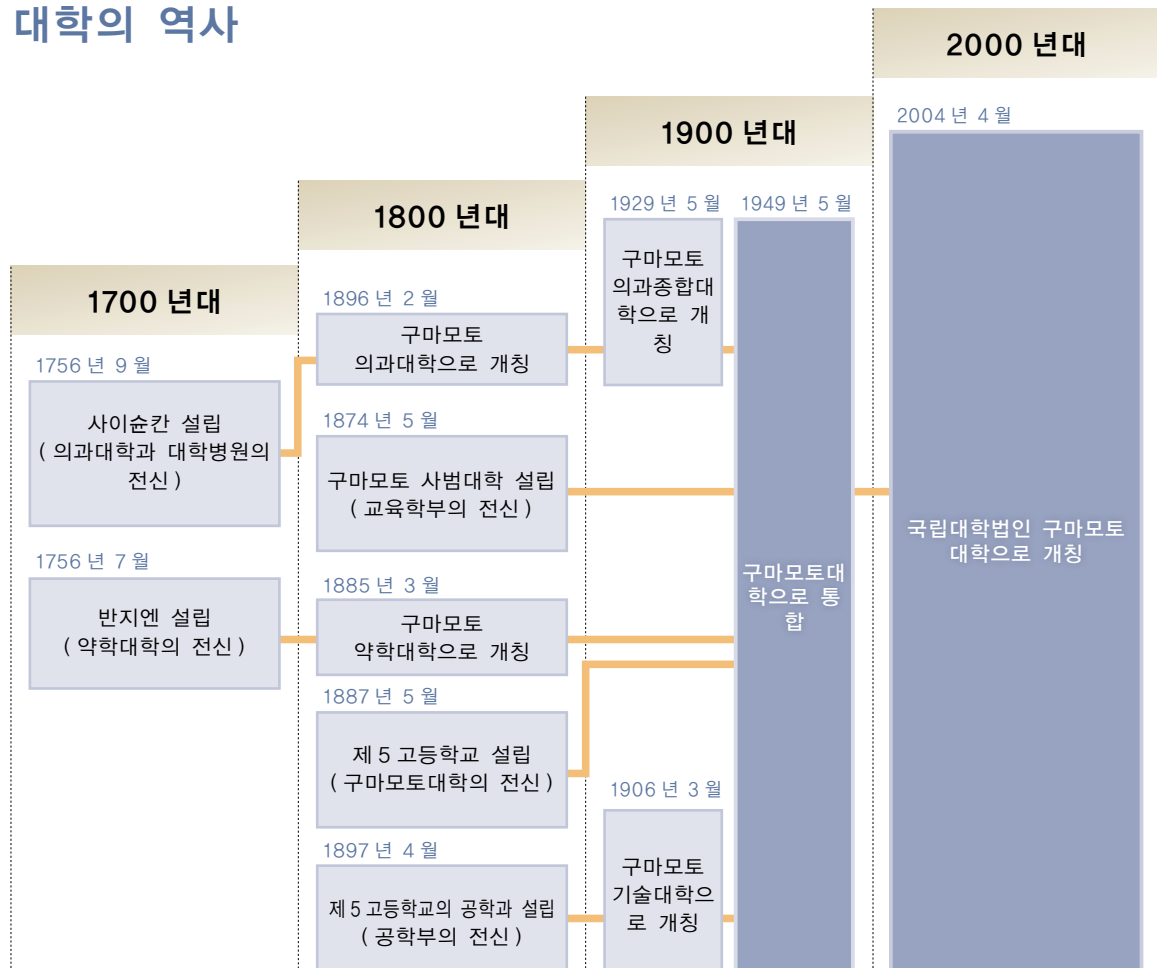 대학의 역사
1700 년대
1756 년 9 월
사이슌칸 설립
( 의과대학과 대학병원의
전신 )
1756 년 7 월
반지엔 설립
( 약학대학의 전신 )
1800 년대
1896 년 2 월
구마모토
의과대학으로 개칭
1874 년 5 월
구마모토 사범대학 설립
( 교육학부의 전신 )
1885 년 3 월
구마모토
약학대학으로 개칭
1887 년 5 월
제 5 고등학교 설립
( 구마모토대학의 전신 )
1897 년 4 월
제 5 고등학교의 공학과 설립
( 공학부의 전신 )
1900 년대
1929 년 5 월
구마모토
의과종합대
학으로 개
칭
1906 년 3 월
구마모토
기술대학으
로 개칭
1949 년 5 월
구마모토대
학으로 통
합
2000 년대
2004 년 4 월
국립대학법인 구마모토
대학으로 개칭